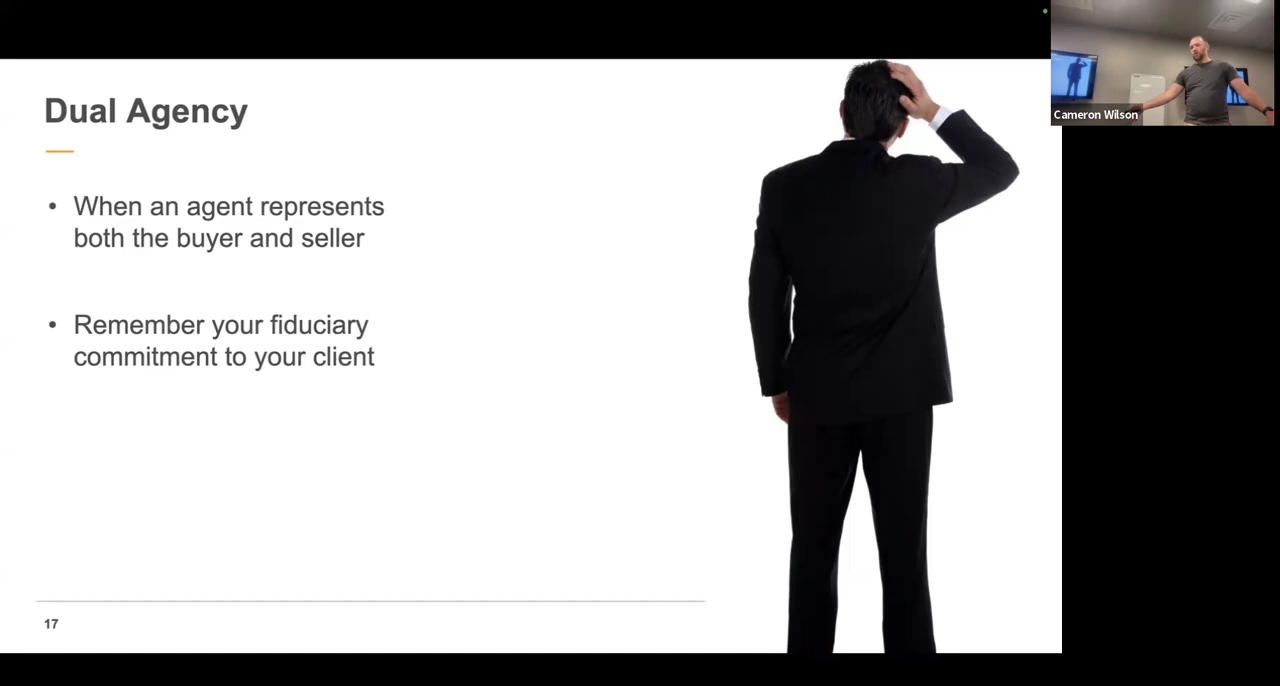 Dual Agency
• When an agent represents
both the buyer and seller
• Remember your fiduciary
commitment to your client
17
Cameron Wilson